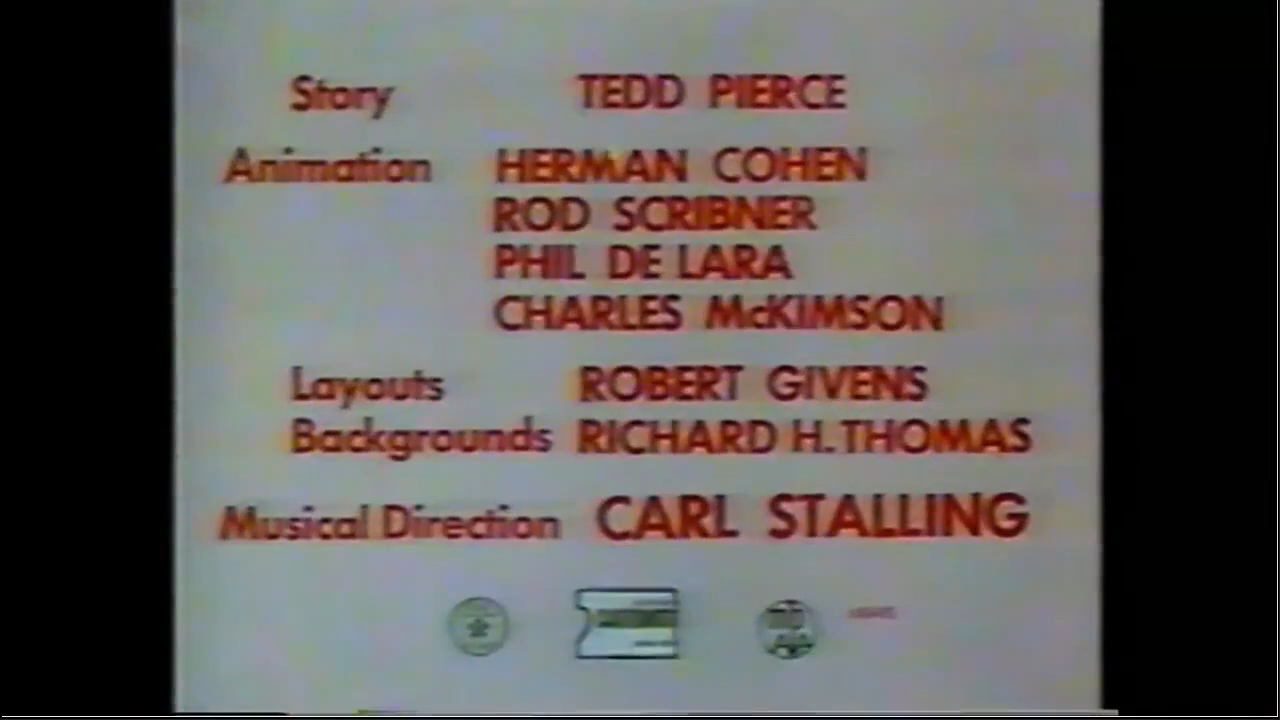 Story TEDD PIERCE
Animation HERMAN COHEN
ROD SCRIBNER
PHIL DE LARA
CHARLES McKIMSON
Layouts ROBERT GIVENS
Backgrounds RICHARD H. THOMAS
Musical Direction CARL STALLING